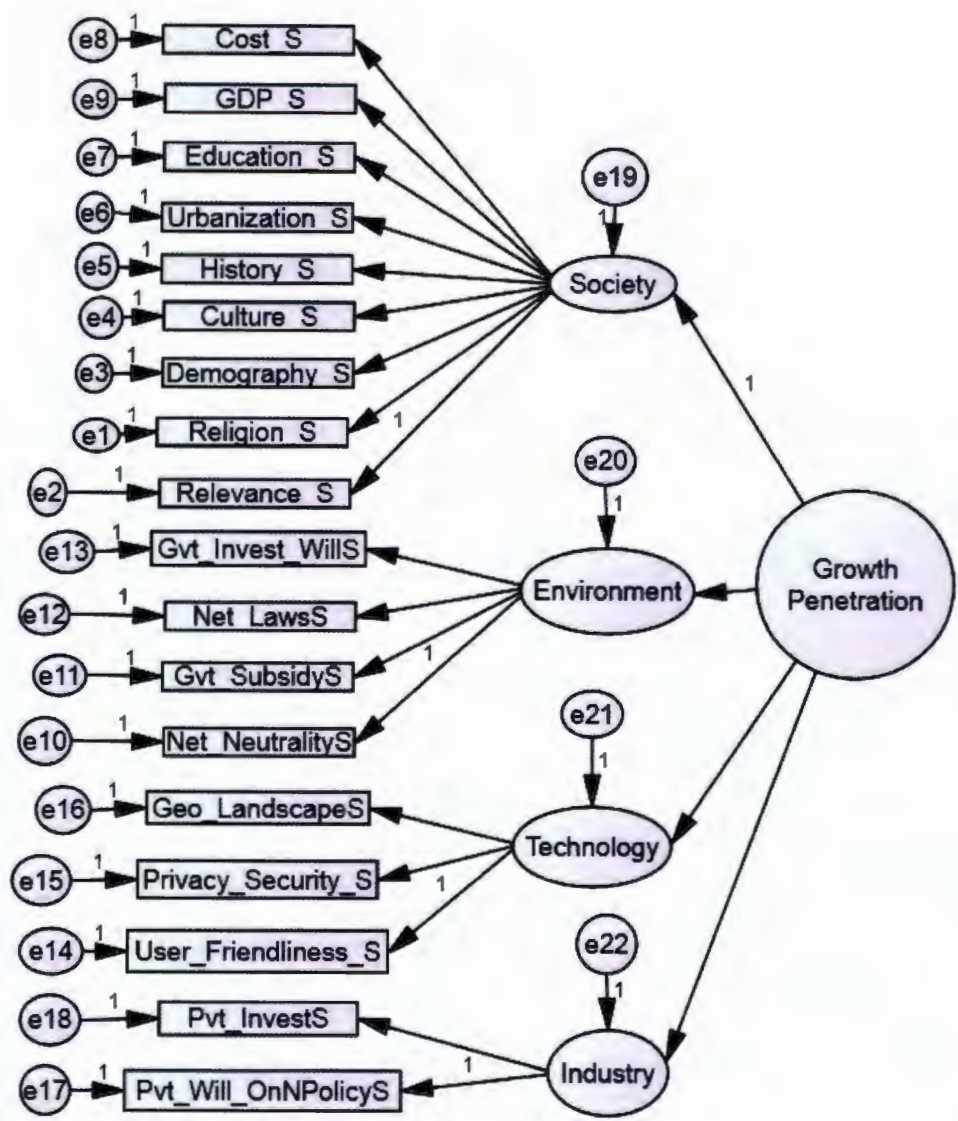 e8 1 Cost_S
e9 1 GDP_S
e7 1 Education_S
e6 1 Urbanization_S
e5 1 History_S
e4 1 Culture_S
e3 1 Demography_S
e1 1 Religion_S
e2 1 Relevance_S
1
e19
1
Society
1
e13 1 Gvt_Invest_WillS
e12 1 Net_LawsS
e11 1 Gvt_SubsidyS
e10 1 Net_NeutralityS
1
e20
1
Environment
Growth
Penetration
e16 1 Geo_LandscapeS
e15 1 Privacy_Security_S
e14 1 User_Friendliness_S
1
e21
1
Technology
e18 1 Pvt_InvestS
e17 1 Pvt_Will_OnNPolicyS
1
e22
1
Industry